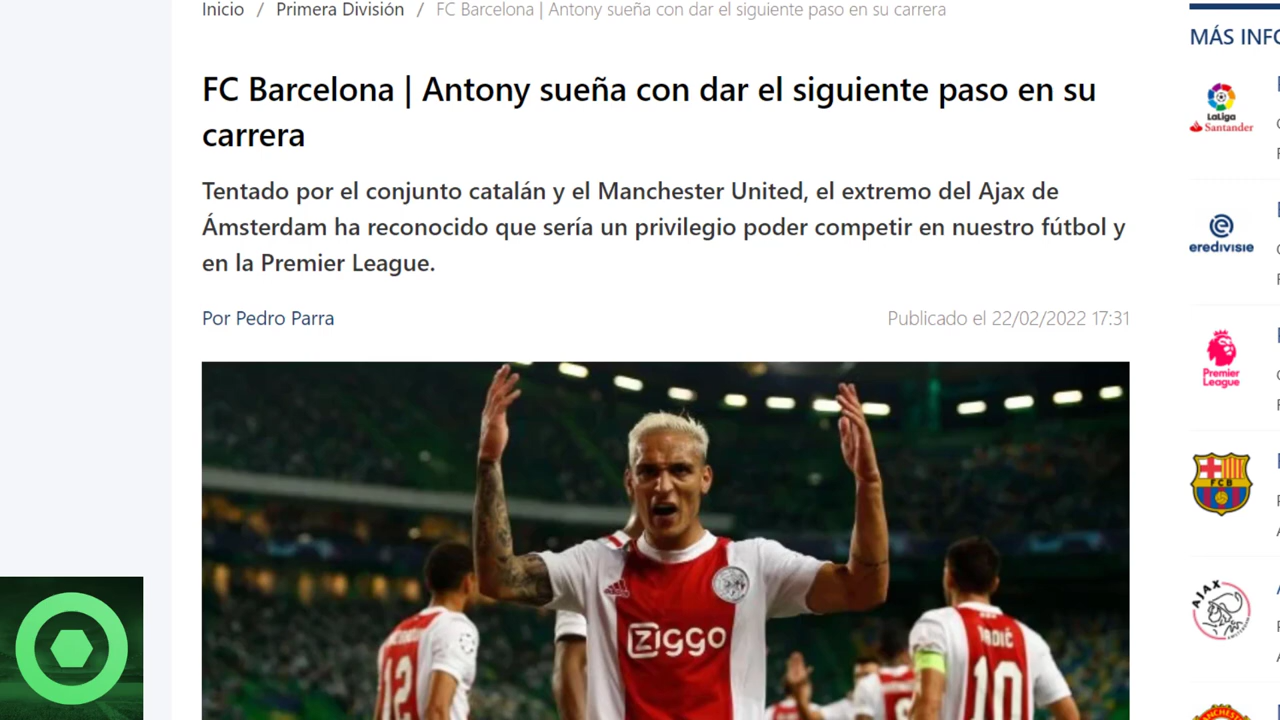 Inicio / Primera División / FC Barcelona | Antony sueña con dar el siguiente paso en su carrera
FC Barcelona | Antony sueña con dar el siguiente paso en su
carrera
Tentado por el conjunto catalán y el Manchester United, el extremo del Ajax de
Ámsterdam ha reconocido que sería un privilegio poder competir en nuestro fútbol y
en la Premier League.
Por Pedro Parra
Publicado el 22/02/2022 17:31
MÁS INFO
LaLiga
Santander
eredivisie
Premier
League
FCB
AJAX
MANCHESTER
ziggo
12
10